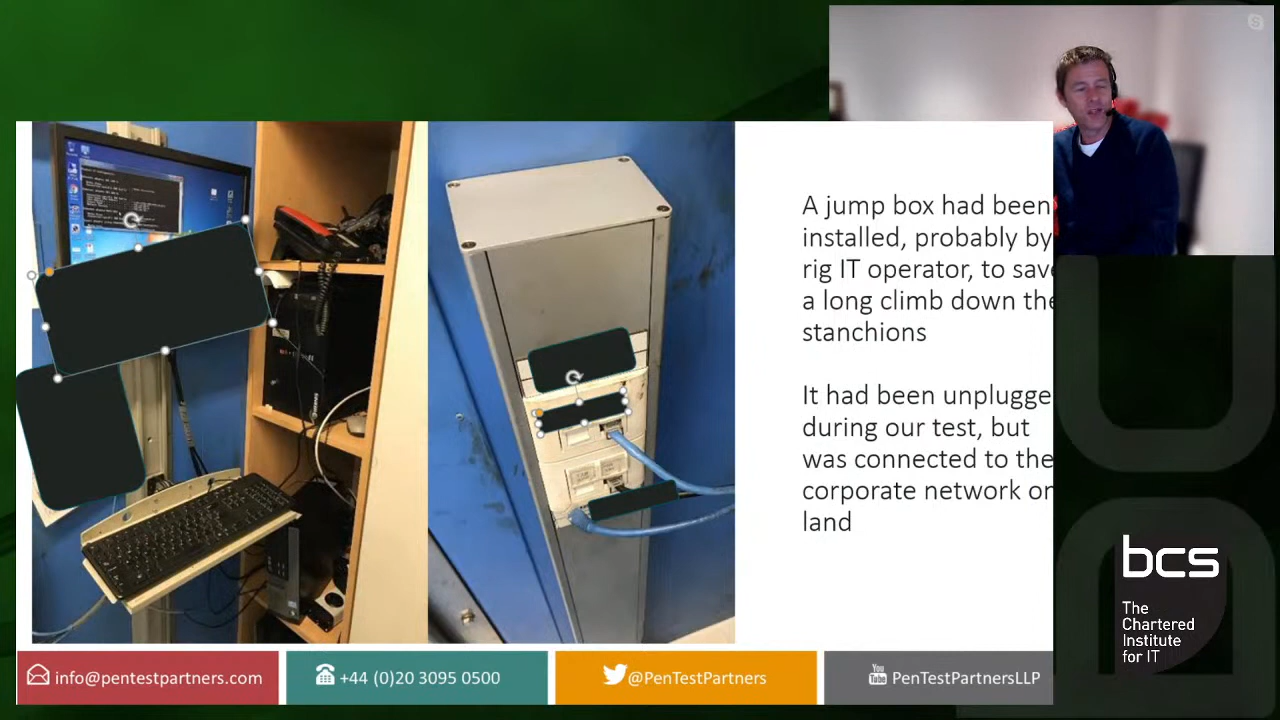 A jump box had been
installed, probably by
rig IT operator, to save
a long climb down the
stanchions
It had been unplugge
during our test, but
was connected to the
corporate network on
land
bcs
The
Chartered
Institute
for IT
info@pentestpartners.com
+44 (0)20 3095 0500
@PenTestPartners
You
Tube
PenTestPartnersLLP